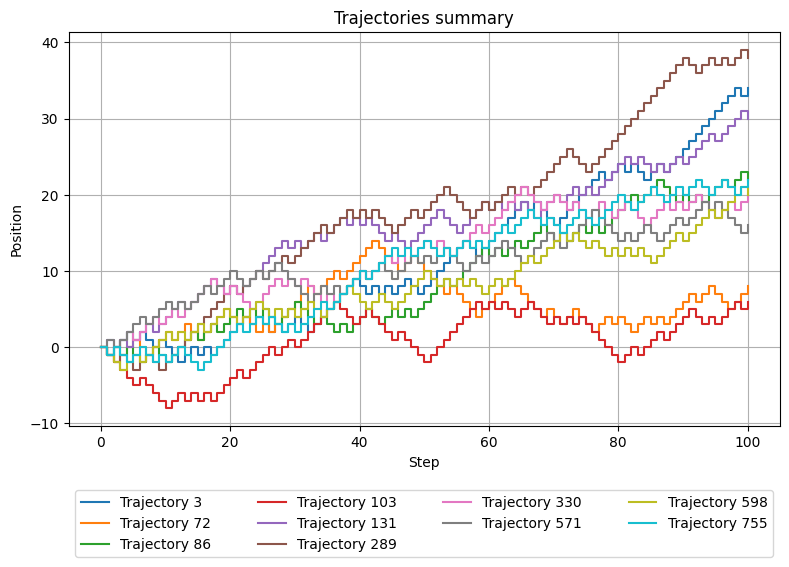 Trajectories summary
40
30
20
10
0
−10
Position
0 20 40 60 80 100
Step
Trajectory 3 Trajectory 103 Trajectory 330 Trajectory 598
Trajectory 72 Trajectory 131 Trajectory 571 Trajectory 755
Trajectory 86 Trajectory 289